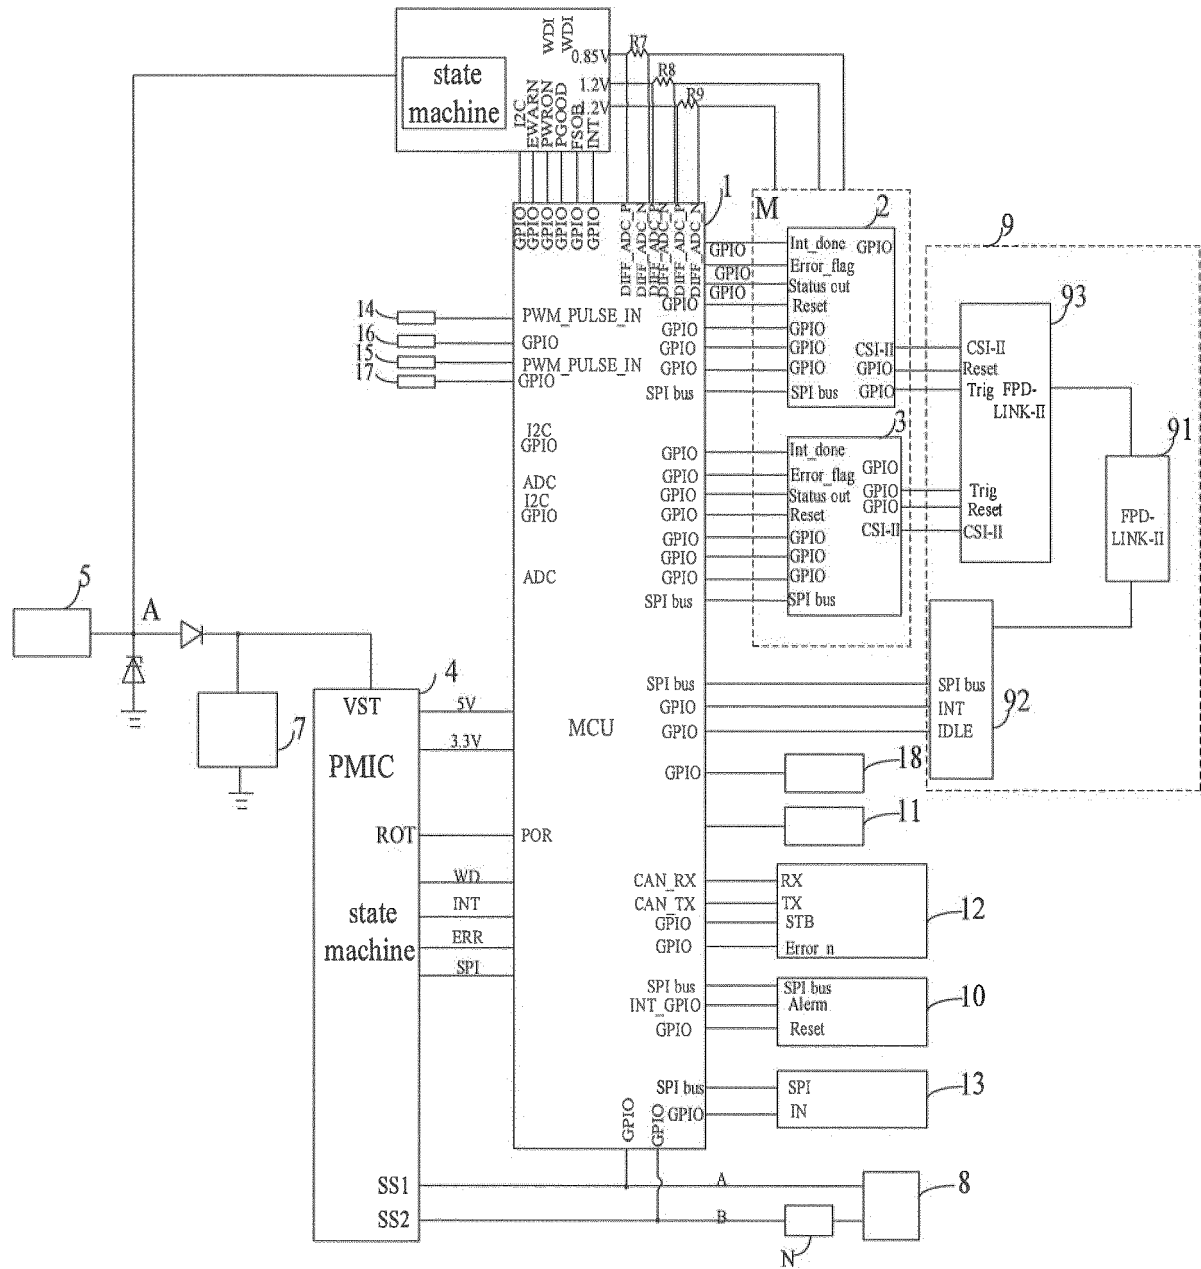 WDI
WDI
state
machine
0.85V
1.2V
1.2V
I2C
EWARN
PWRON
PGOOD
FSOB
INT
R7
R8
R9
GPIO
GPIO
GPIO
GPIO
GPIO
GPIO
DIFF_ADC_P
DIFF_ADC_N
DIFF_ADC_P
DIFF_ADC_N
DIFF_ADC_P
DIFF_ADC_N
1
M
2
GPIO Int_done GPIO
GPIO Error_flag
GPIO Status out
GPIO Reset
GPIO GPIO
GPIO GPIO CSI-II
GPIO GPIO GPIO
SPI bus SPI bus GPIO
9
93
CSI-II
Reset
Trig FPD-
LINK-II
Trig
Reset
CSI-II
91
FPD-
LINK-II
14 PWM_PULSE_IN
16 GPIO
15 PWM_PULSE_IN
17 GPIO
I2C
GPIO
ADC
I2C
GPIO
ADC
3
GPIO Int_done
GPIO Error_flag GPIO
GPIO Status out GPIO
GPIO Reset GPIO
GPIO GPIO CSI-II
GPIO GPIO
GPIO GPIO
SPI bus SPI bus
5
A
7
4
VST
PMIC
5V
3.3V
ROT POR
WD
INT
state
machine
ERR
SPI
SS1
SS2
MCU
SPI bus SPI bus
GPIO INT
GPIO IDLE
92
GPIO 18
11
CAN_RX RX
CAN_TX TX
GPIO STB
GPIO Error_n
12
SPI bus SPI bus
INT_GPIO Alerm
GPIO Reset
10
SPI bus SPI
GPIO IN
13
GPIO
GPIO
A
B
N
8